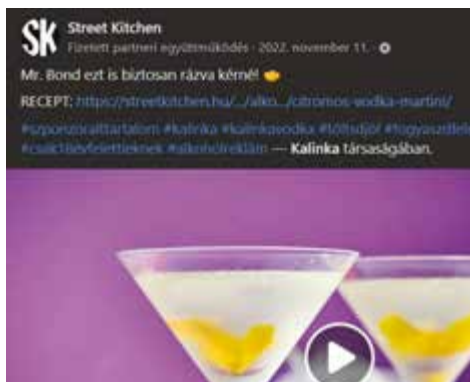 SK Street Kitchen
Fizetett partneri együttműködés · 2022. november 11. ·
Mr. Bond ezt is biztosan rázva kérné!
RECEPT: https://streetkitchen.hu/.../alko.../citromos-vodka-martini/
#szponzoralttartalom #kalinka #kalinkavodka #töltsdjól
#csak18évfelettieknek #alkoholreklám — Kalinka társaságában.